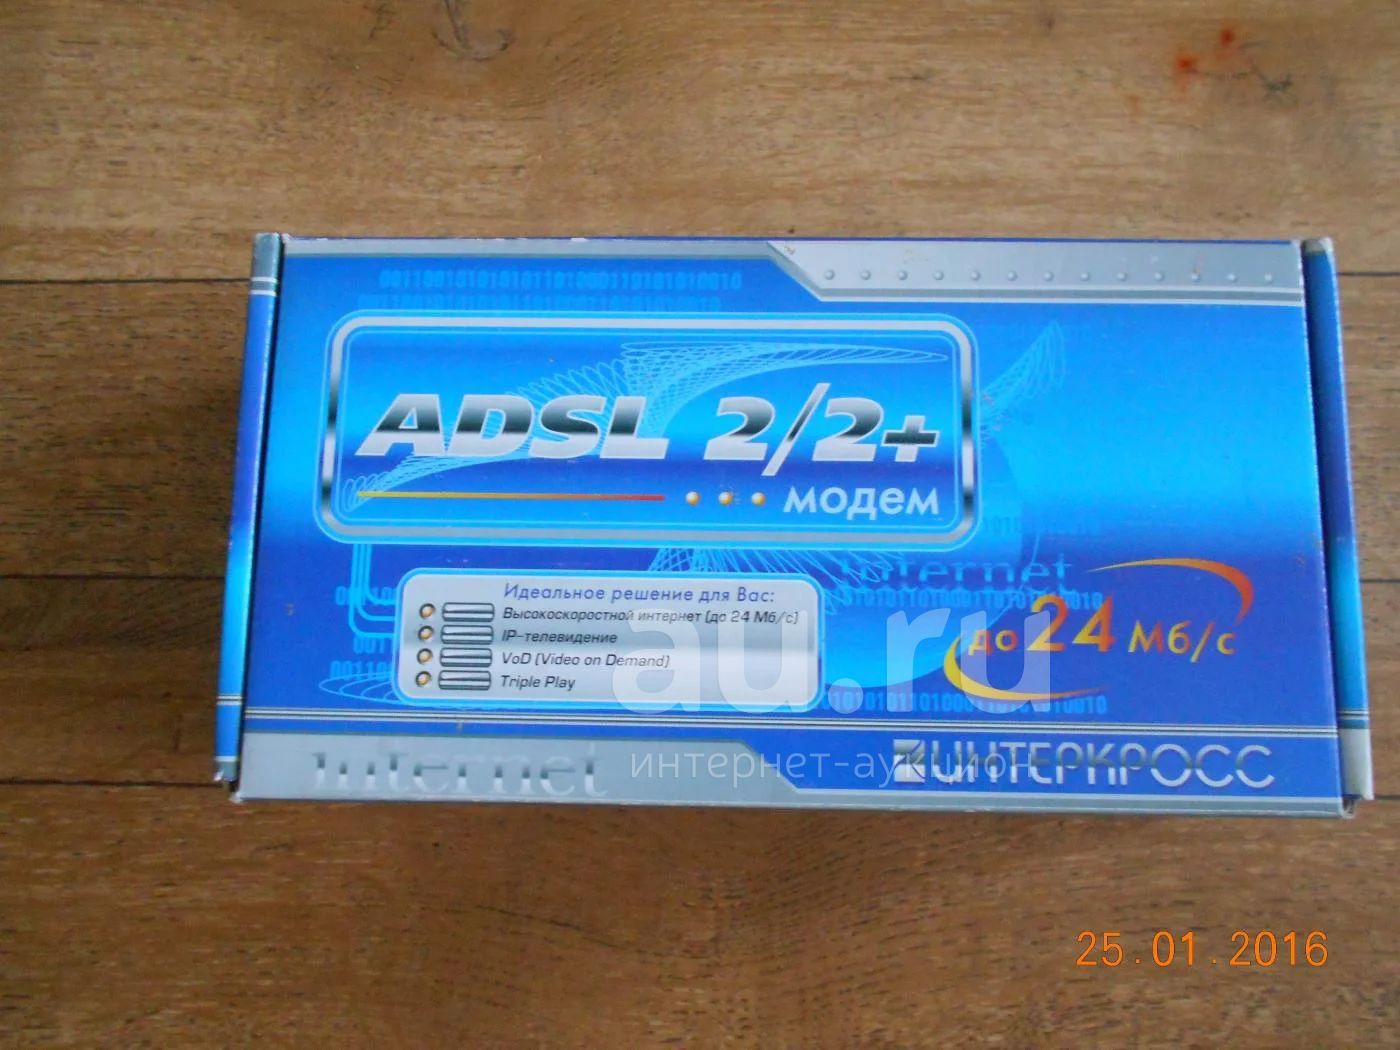 001100101010101101000110101010010
ADSL 2/2+
модем
Идеальное решение для Вас:
Высокоскоростной интернет (до 24 Мб/с)
IP-телевидение
VoD (Video on Demand)
Triple Play
Internet
до 24 Мб/с
Internet
ИНТЕРКРОСС
au.ru
интернет-аукцион
25.01.2016